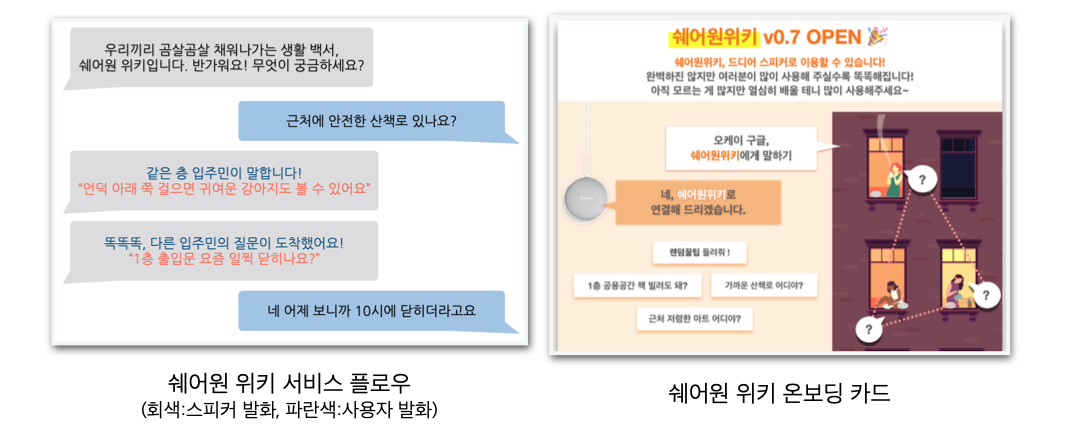 우리끼리 곰살곰살 채워나가는 생활 백서,
쉐어원 위키입니다. 반가워요! 무엇이 궁금하세요?
근처에 안전한 산책로 있나요?
같은 층 입주민이 말합니다!
“언덕 아래 쭉 걸으면 귀여운 강아지도 볼 수 있어요”
똑똑똑, 다른 입주민의 질문이 도착했어요!
“1층 출입문 요즘 일찍 닫히나요?”
네 어제 보니까 10시에 닫히더라고요
쉐어원 위키 서비스 플로우
(회색:스피커 발화, 파란색:사용자 발화)
쉐어원위키 v0.7 OPEN 🎉
쉐어원위키, 드디어 스피커로 이용할 수 있습니다!
완벽하진 않지만 여러분이 많이 사용해 주실수록 똑똑해집니다!
아직 모르는 게 많지만 열심히 배울 테니 많이 사용해주세요~
오케이 구글,
쉐어원위키에게 말하기
네, 쉐어원위키로
연결해 드리겠습니다.
랜덤꿀팁 들려줘 !
1층 공용공간 책 빌려도 돼?
가까운 산책로 어디야?
근처 저렴한 마트 어디야?
?
?
?
쉐어원 위키 온보딩 카드